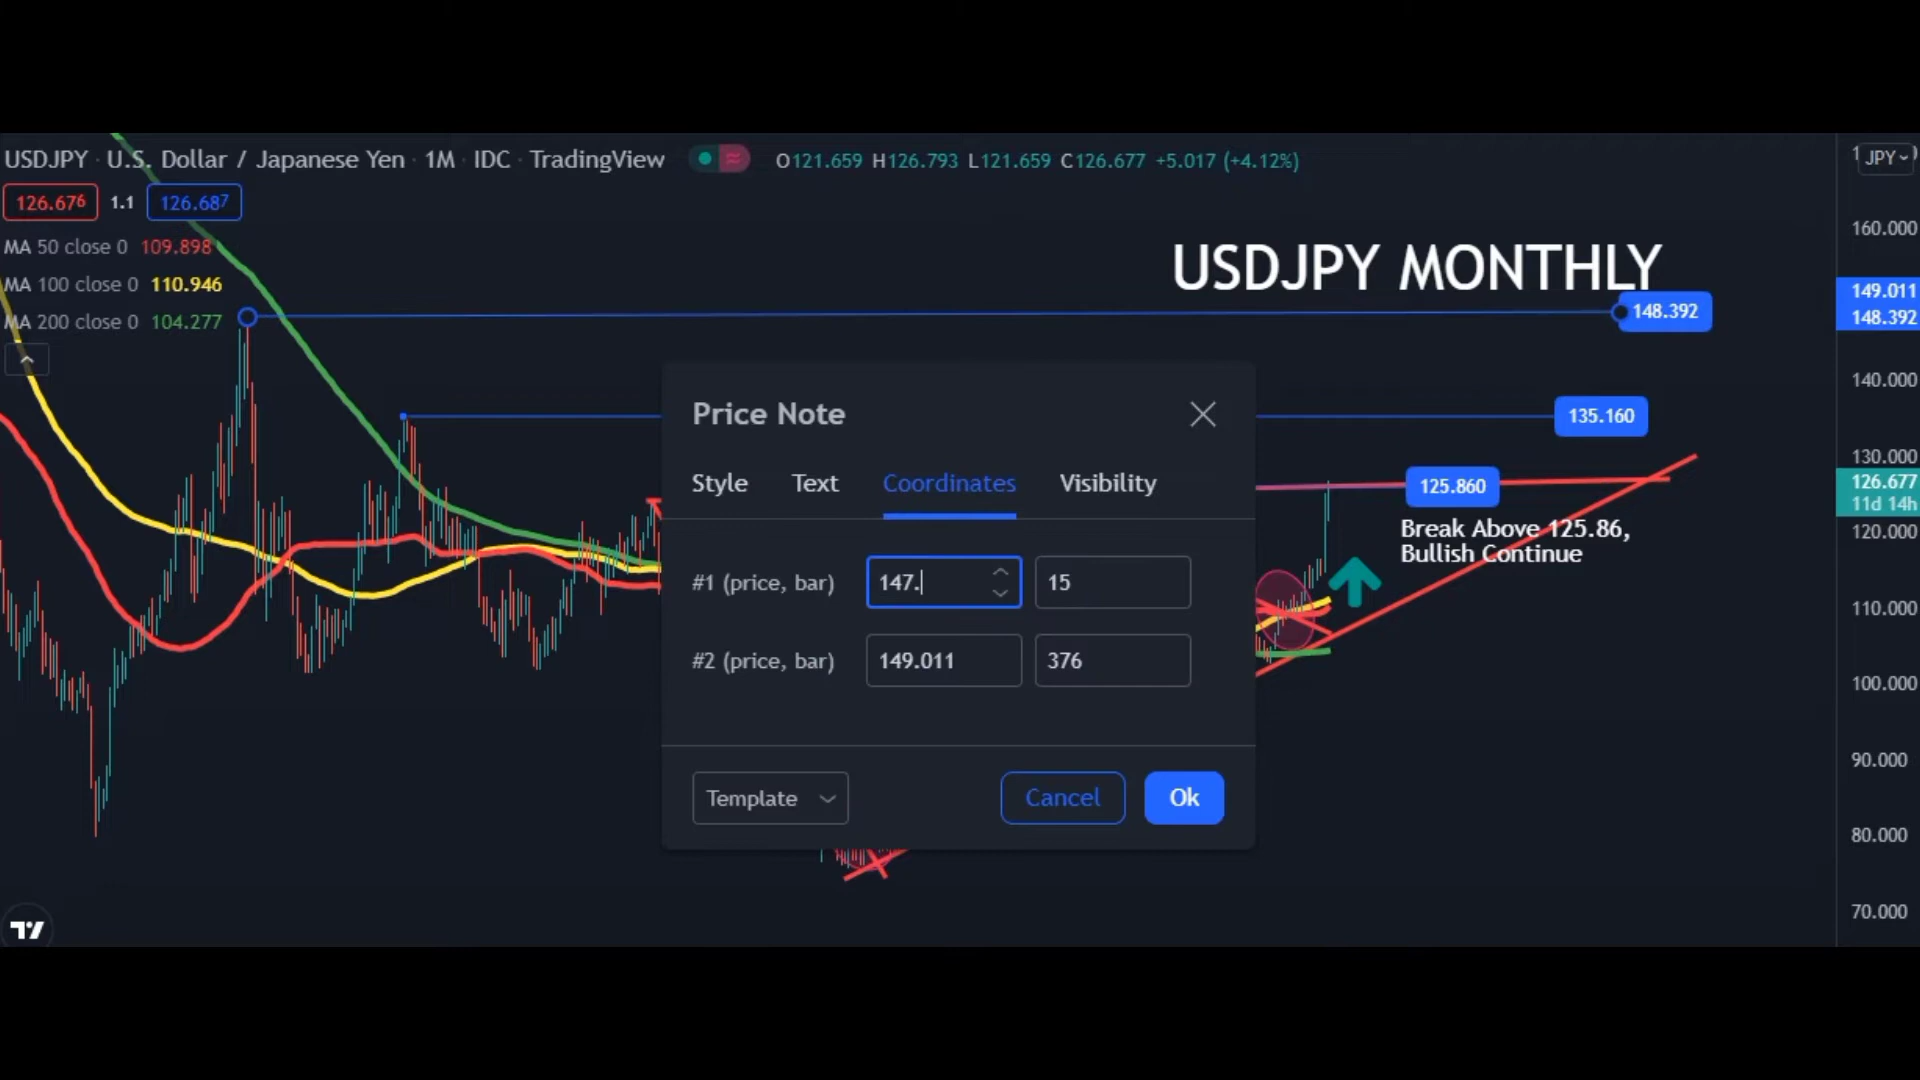 USDJPY · U.S. Dollar / Japanese Yen · 1M · IDC · TradingView
O121.659 H126.793 L121.659 C126.677 +5.017 (+4.12%)
JPY
126.676 1.1 126.687
MA 50 close 0 109.898
MA 100 close 0 110.946
MA 200 close 0 104.277
USDJPY MONTHLY
148.392
135.160
125.860
Break Above 125.86,
Bullish Continue
Price Note
Style Text Coordinates Visibility
#1 (price, bar) 147. 15
#2 (price, bar) 149.011 376
Template Cancel Ok
160.000
149.011
148.392
140.000
130.000
126.677
11d 14h
120.000
110.000
100.000
90.000
80.000
70.000